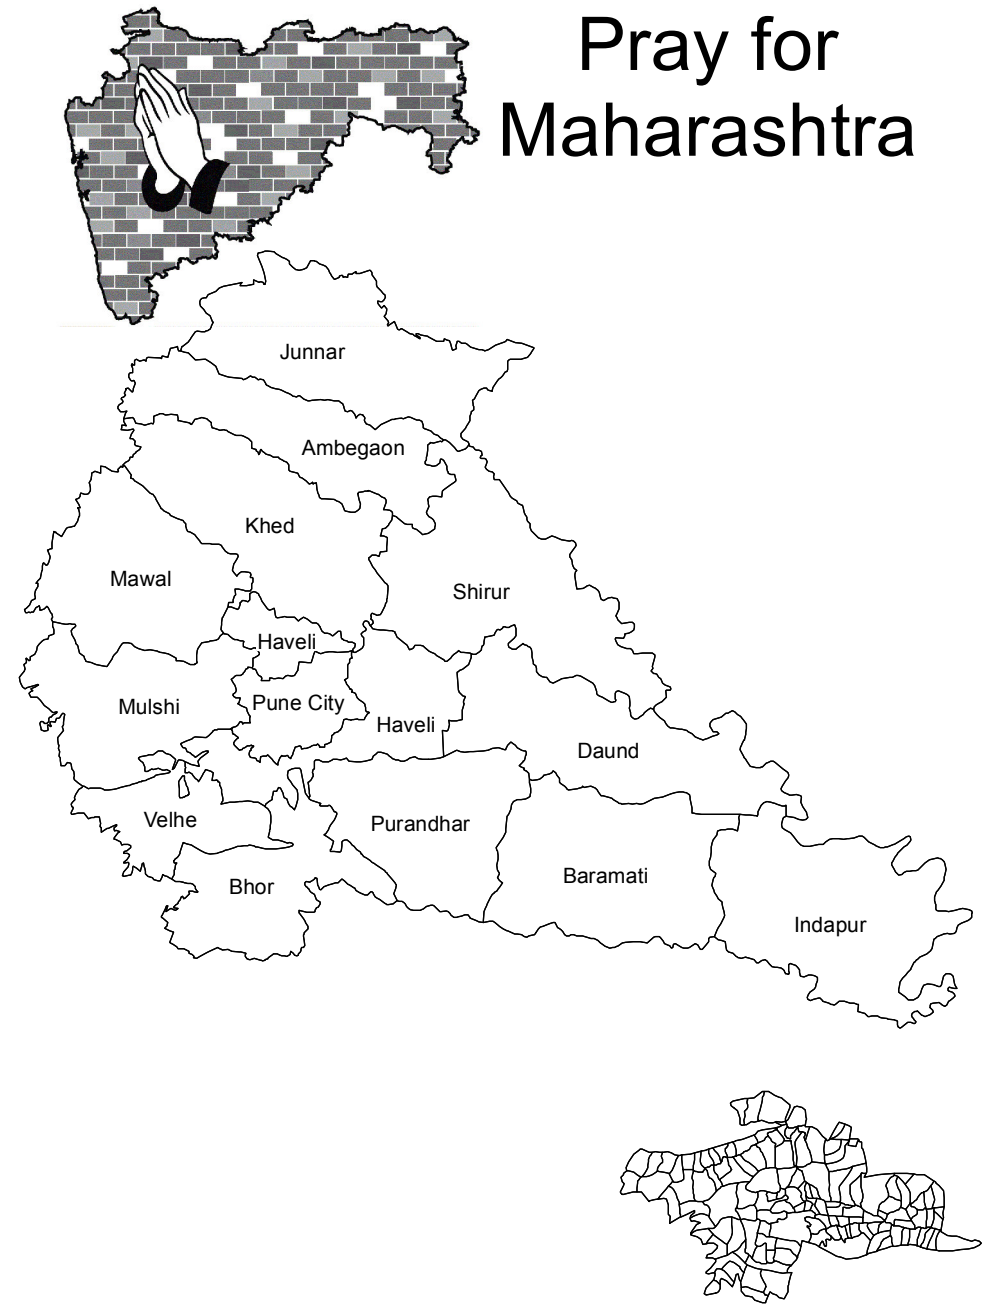 Pray for
Maharashtra
Junnar
Ambegaon
Khed
Mawal
Shirur
Haveli
Pune City
Mulshi
Haveli
Daund
Velhe
Purandhar
Bhor
Baramati
Indapur